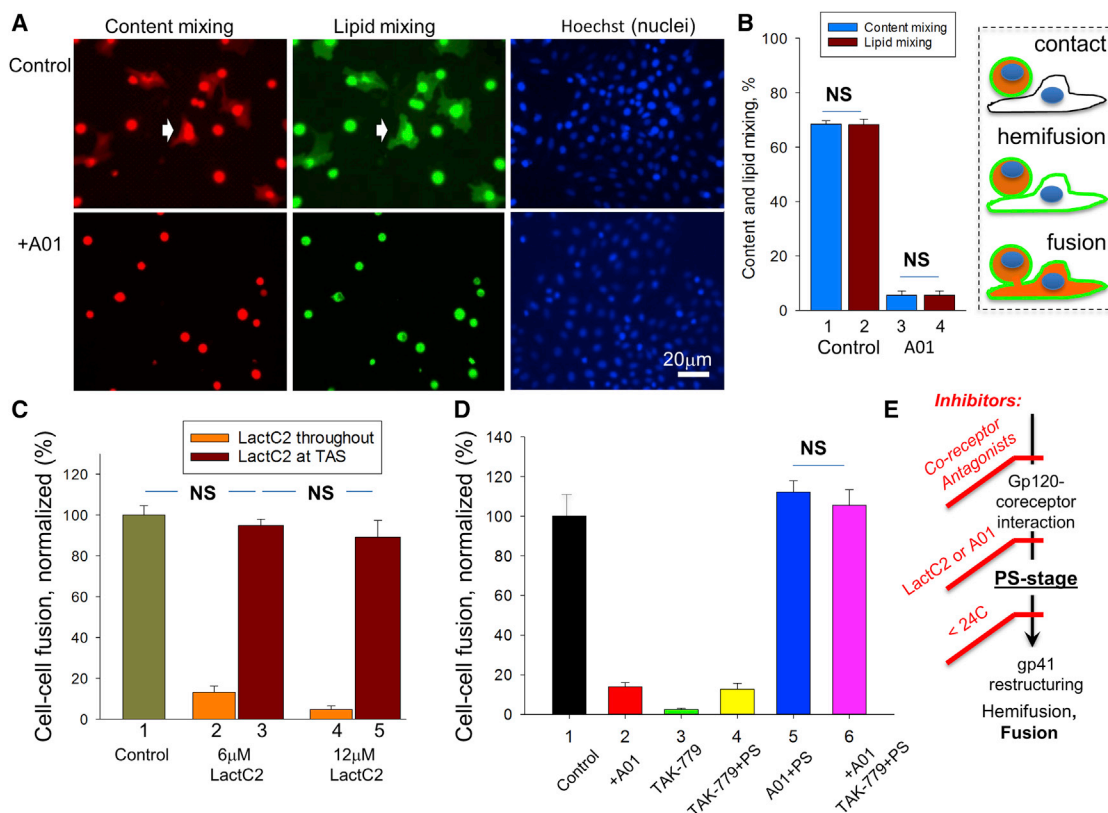 A
Content mixing
Lipid mixing
Hoechst (nuclei)
Control
+A01
20μm
B
Content mixing
Lipid mixing
Content and lipid mixing, %
100
80
60
40
20
0
NS
NS
1 2 3 4
Control A01
contact
hemifusion
fusion
C
LactC2 throughout
LactC2 at TAS
Cell-cell fusion, normalized (%)
120
100
80
60
40
20
0
NS
NS
1 2 3 4 5
Control
6μM
LactC2
12μM
LactC2
D
Cell-cell fusion, normalized (%)
140
120
100
80
60
40
20
0
NS
1 2 3 4 5 6
Control
+A01
TAK-779
TAK-779+PS
A01+PS
+A01
TAK-779+PS
E
Inhibitors:
Co-receptor
Antagonists
Gp120-
coreceptor
interaction
LactC2 or A01
PS-stage
< 24C
gp41
restructuring
Hemifusion,
Fusion